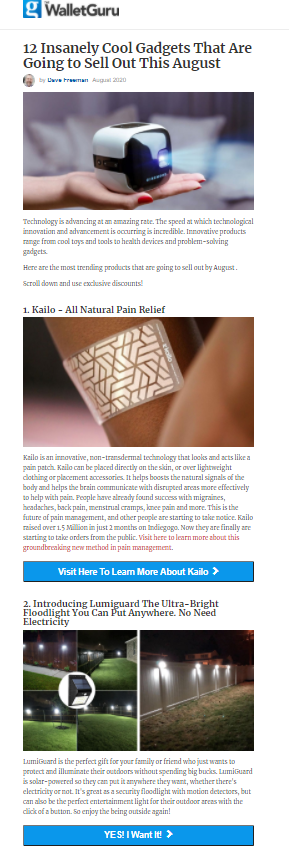 g WalletGuru
12 Insanely Cool Gadgets That Are
Going to Sell Out This August
by Dave Freeman August 2020
Technology is advancing at an amazing rate. The speed at which technological
innovation and advancement is occurring is incredible. Innovative products
range from cool toys and tools to health devices and problem-solving
gadgets.
Here are the most trending products that are going to sell out by August .
Scroll down and use exclusive discounts!
1. Kailo - All Natural Pain Relief
Kailo is an innovative, non-transdermal technology that looks and acts like a
pain patch. Kailo can be placed directly on the skin, or over lightweight
clothing or placement accessories. It helps boosts the natural signals of the
body and helps the brain communicate with disrupted areas more effectively
to help with pain. People have already found success with migraines,
headaches, back pain, menstrual cramps, knee pain and more. This is the
future of pain management, and other people are starting to take notice. Kailo
raised over 1.5 Million in just 2 months on Indiegogo. Now they are finally are
starting to take orders from the public. Visit here to learn more about this
groundbreaking new method in pain management.
Visit Here To Learn More About Kailo
2. Introducing Lumiguard The Ultra-Bright
Floodlight You Can Put Anywhere. No Need
Electricity
LumiGuard is the perfect gift for your family or friend who just wants to
protect and illuminate their outdoors without spending big bucks. LumiGuard
is solar-powered so they can put it anywhere they want, whether there's
electricity or not. It's great as a security floodlight with motion detectors, but
can also be the perfect entertainment light for their outdoor areas with the
click of a button. So enjoy the being outside again!
YES! I Want It!